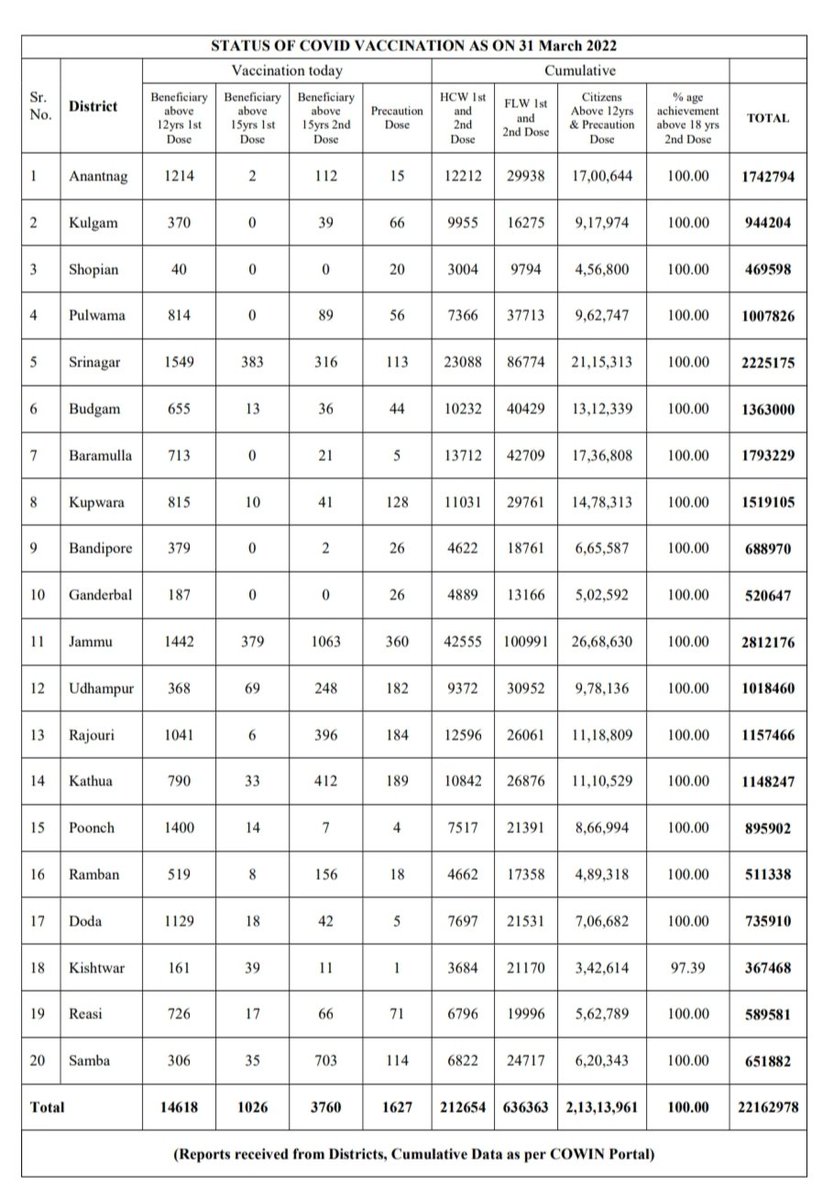 STATUS OF COVID VACCINATION AS ON 31 March 2022
Vaccination today Cumulative
Sr. No. District Beneficiary above 12yrs 1st Dose Beneficiary above 15yrs 1st Dose Beneficiary above 15yrs 2nd Dose Precaution Dose HCW 1st and 2nd Dose FLW 1st and 2nd Dose Citizens Above 12yrs & Precaution Dose % age achievement above 18 yrs 2nd Dose TOTAL
1 Anantnag 1214 2 112 15 12212 29938 17,00,644 100.00 1742794
2 Kulgam 370 0 39 66 9955 16275 9,17,974 100.00 944204
3 Shopian 40 0 0 20 3004 9794 4,56,800 100.00 469598
4 Pulwama 814 0 89 56 7366 37713 9,62,747 100.00 1007826
5 Srinagar 1549 383 316 113 23088 86774 21,15,313 100.00 2225175
6 Budgam 655 13 36 44 10232 40429 13,12,339 100.00 1363000
7 Baramulla 713 0 21 5 13712 42709 17,36,808 100.00 1793229
8 Kupwara 815 10 41 128 11031 29761 14,78,313 100.00 1519105
9 Bandipore 379 0 2 26 4622 18761 6,65,587 100.00 688970
10 Ganderbal 187 0 0 26 4889 13166 5,02,592 100.00 520647
11 Jammu 1442 379 1063 360 42555 100991 26,68,630 100.00 2812176
12 Udhampur 368 69 248 182 9372 30952 9,78,136 100.00 1018460
13 Rajouri 1041 6 396 184 12596 26061 11,18,809 100.00 1157466
14 Kathua 790 33 412 189 10842 26876 11,10,529 100.00 1148247
15 Poonch 1400 14 7 4 7517 21391 8,66,994 100.00 895902
16 Ramban 519 8 156 18 4662 17358 4,89,318 100.00 511338
17 Doda 1129 18 42 5 7697 21531 7,06,682 100.00 735910
18 Kishtwar 161 39 11 1 3684 21170 3,42,614 97.39 367468
19 Reasi 726 17 66 71 6796 19996 5,62,789 100.00 589581
20 Samba 306 35 703 114 6822 24717 6,20,343 100.00 651882
Total 14618 1026 3760 1627 212654 636363 2,13,13,961 100.00 22162978
(Reports received from Districts, Cumulative Data as per COWIN Portal)